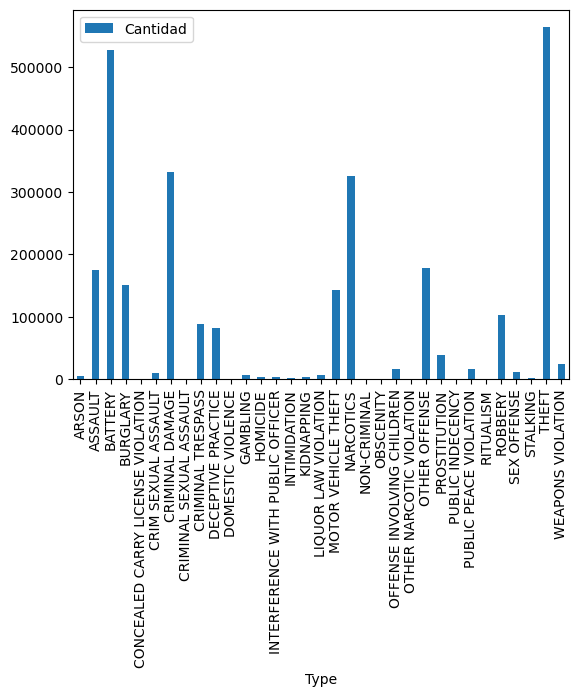 Cantidad
500000
400000
300000
200000
100000
0
ARSON
ASSAULT
BATTERY
BURGLARY
CONCEALED CARRY LICENSE VIOLATION
CRIM SEXUAL ASSAULT
CRIMINAL DAMAGE
CRIMINAL SEXUAL ASSAULT
CRIMINAL TRESPASS
DECEPTIVE PRACTICE
DOMESTIC VIOLENCE
GAMBLING
HOMICIDE
INTERFERENCE WITH PUBLIC OFFICER
INTIMIDATION
KIDNAPPING
LIQUOR LAW VIOLATION
MOTOR VEHICLE THEFT
NARCOTICS
NON-CRIMINAL
OBSCENITY
OFFENSE INVOLVING CHILDREN
OTHER NARCOTIC VIOLATION
OTHER OFFENSE
PROSTITUTION
PUBLIC INDECENCY
PUBLIC PEACE VIOLATION
RITUALISM
ROBBERY
SEX OFFENSE
STALKING
THEFT
WEAPONS VIOLATION
Type